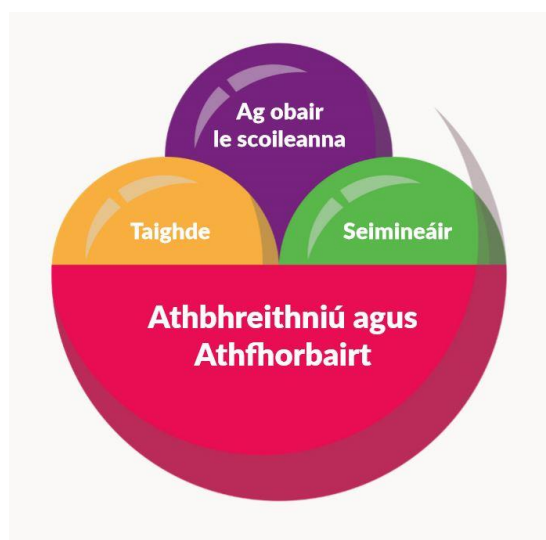 Ag obair
le scoileanna
Taighde
Seimineáir
Athbhreithniú agus
Athfhorbairt